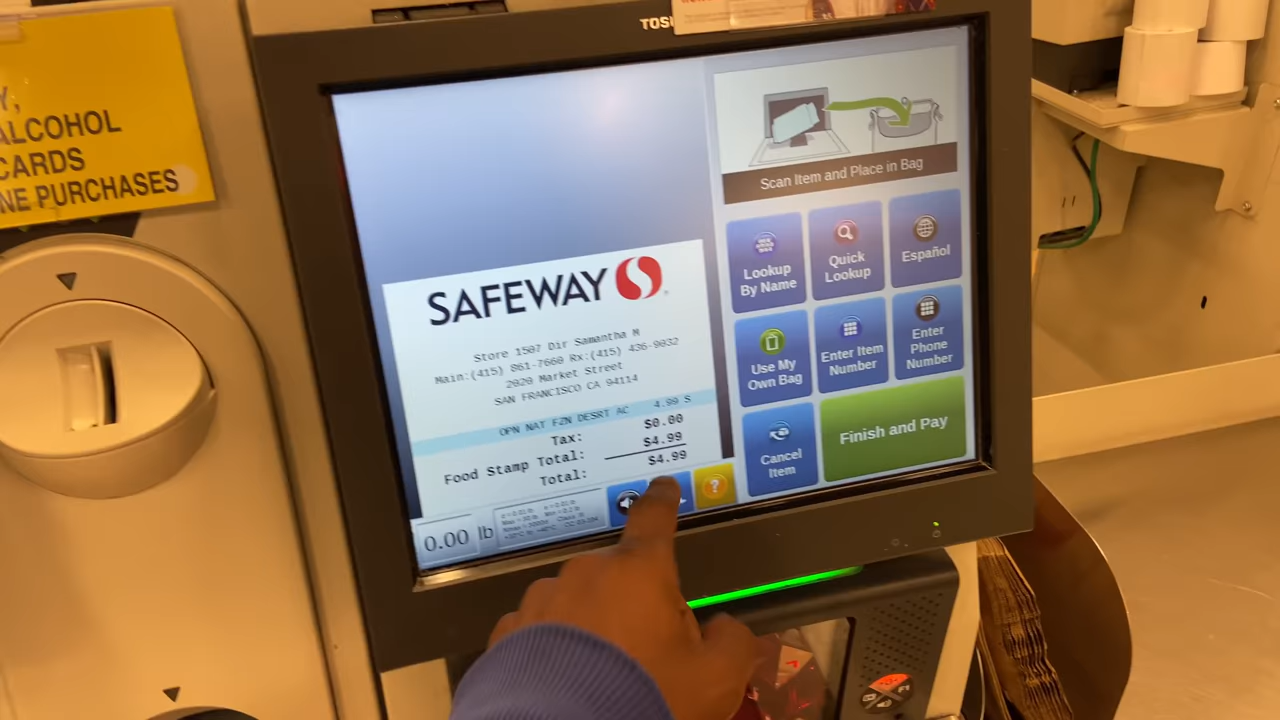 Y,
ALCOHOL
CARDS
NE PURCHASES
TOS
Scan Item and Place in Bag
SAFEWAY
Store 1507 Dir Samantha M
Main:(415) 861-7660 Rx:(415) 436-9032
2020 Market Street
SAN FRANCISCO CA 94114
OPN NAT FZN DESRT AC 4.99 S
Tax: $0.00
Food Stamp Total: $4.99
Total: $4.99
0.00 lb
Lookup
By Name
Quick
Lookup
Español
Use My
Own Bag
Enter Item
Number
Enter
Phone
Number
Cancel
Item
Finish and Pay
?